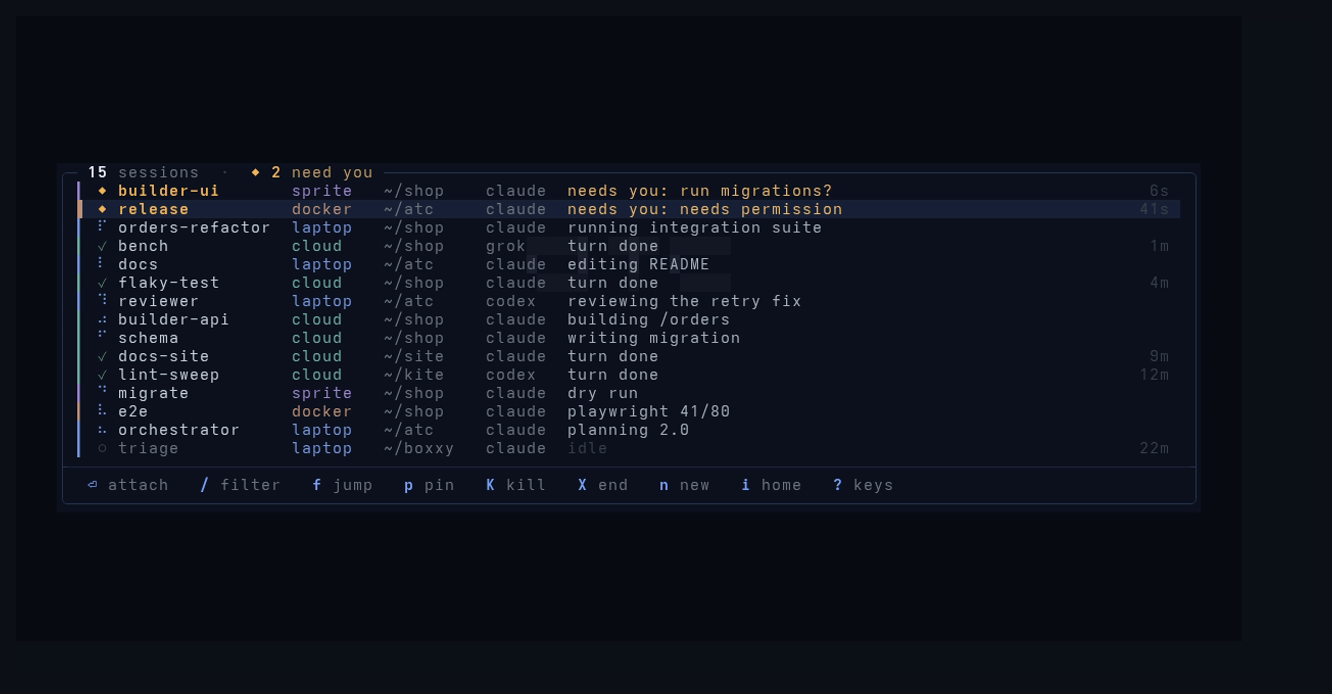 15 sessions · ◆ 2 need you
◆ builder-ui sprite ~/shop claude needs you: run migrations? 6s
◆ release docker ~/atc claude needs you: needs permission 41s
orders-refactor laptop ~/shop claude running integration suite
✓ bench cloud ~/shop grok turn done 1m
docs laptop ~/atc claude editing README
✓ flaky-test cloud ~/shop claude turn done 4m
reviewer laptop ~/atc codex reviewing the retry fix
builder-api cloud ~/shop claude building /orders
schema cloud ~/shop claude writing migration
✓ docs-site cloud ~/site claude turn done 9m
✓ lint-sweep cloud ~/kite codex turn done 12m
migrate sprite ~/shop claude dry run
e2e docker ~/shop claude playwright 41/80
orchestrator laptop ~/atc claude planning 2.0
○ triage laptop ~/boxxy claude idle 22m
⏎ attach / filter f jump p pin K kill X end n new i home ? keys